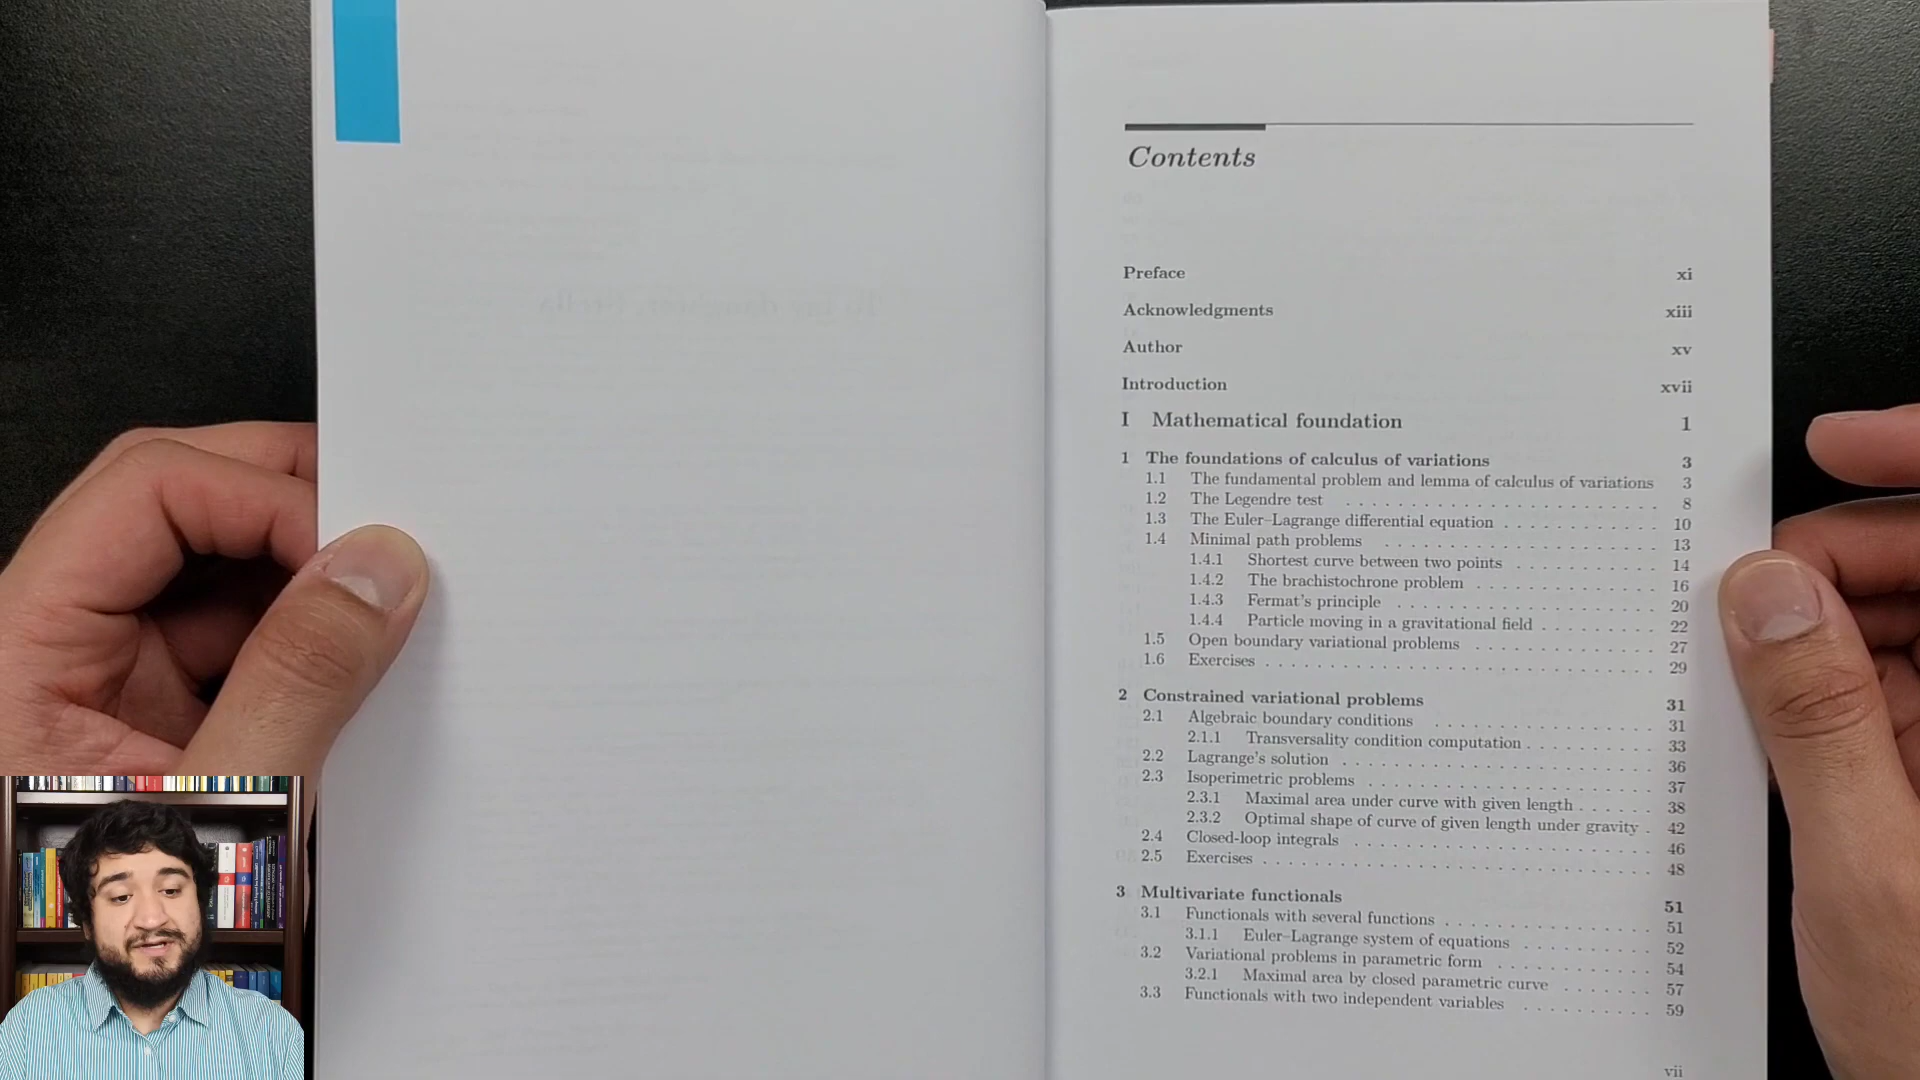 Contents
Preface xi
Acknowledgments xiii
Author xv
Introduction xvii
I Mathematical foundation 1
1 The foundations of calculus of variations 3
1.1 The fundamental problem and lemma of calculus of variations 3
1.2 The Legendre test . . . . . . . . . . . . . . . . . . . . . . . . . 8
1.3 The Euler–Lagrange differential equation . . . . . . . . . . . . 10
1.4 Minimal path problems . . . . . . . . . . . . . . . . . . . . . . 13
1.4.1 Shortest curve between two points . . . . . . . . . . . 14
1.4.2 The brachistochrone problem . . . . . . . . . . . . . . 16
1.4.3 Fermat's principle . . . . . . . . . . . . . . . . . . . . 20
1.4.4 Particle moving in a gravitational field . . . . . . . . . 22
1.5 Open boundary variational problems . . . . . . . . . . . . . . 27
1.6 Exercises . . . . . . . . . . . . . . . . . . . . . . . . . . . . . 29
2 Constrained variational problems 31
2.1 Algebraic boundary conditions . . . . . . . . . . . . . . . . . 31
2.1.1 Transversality condition computation . . . . . . . . . . 33
2.2 Lagrange's solution . . . . . . . . . . . . . . . . . . . . . . . . 36
2.3 Isoperimetric problems . . . . . . . . . . . . . . . . . . . . . . 37
2.3.1 Maximal area under curve with given length . . . . . . 38
2.3.2 Optimal shape of curve of given length under gravity . 42
2.4 Closed-loop integrals . . . . . . . . . . . . . . . . . . . . . . . 46
2.5 Exercises . . . . . . . . . . . . . . . . . . . . . . . . . . . . . 48
3 Multivariate functionals 51
3.1 Functionals with several functions . . . . . . . . . . . . . . . . 51
3.1.1 Euler–Lagrange system of equations . . . . . . . . . . 52
3.2 Variational problems in parametric form . . . . . . . . . . . . 54
3.2.1 Maximal area by closed parametric curve . . . . . . . 57
3.3 Functionals with two independent variables . . . . . . . . . . 59
vii